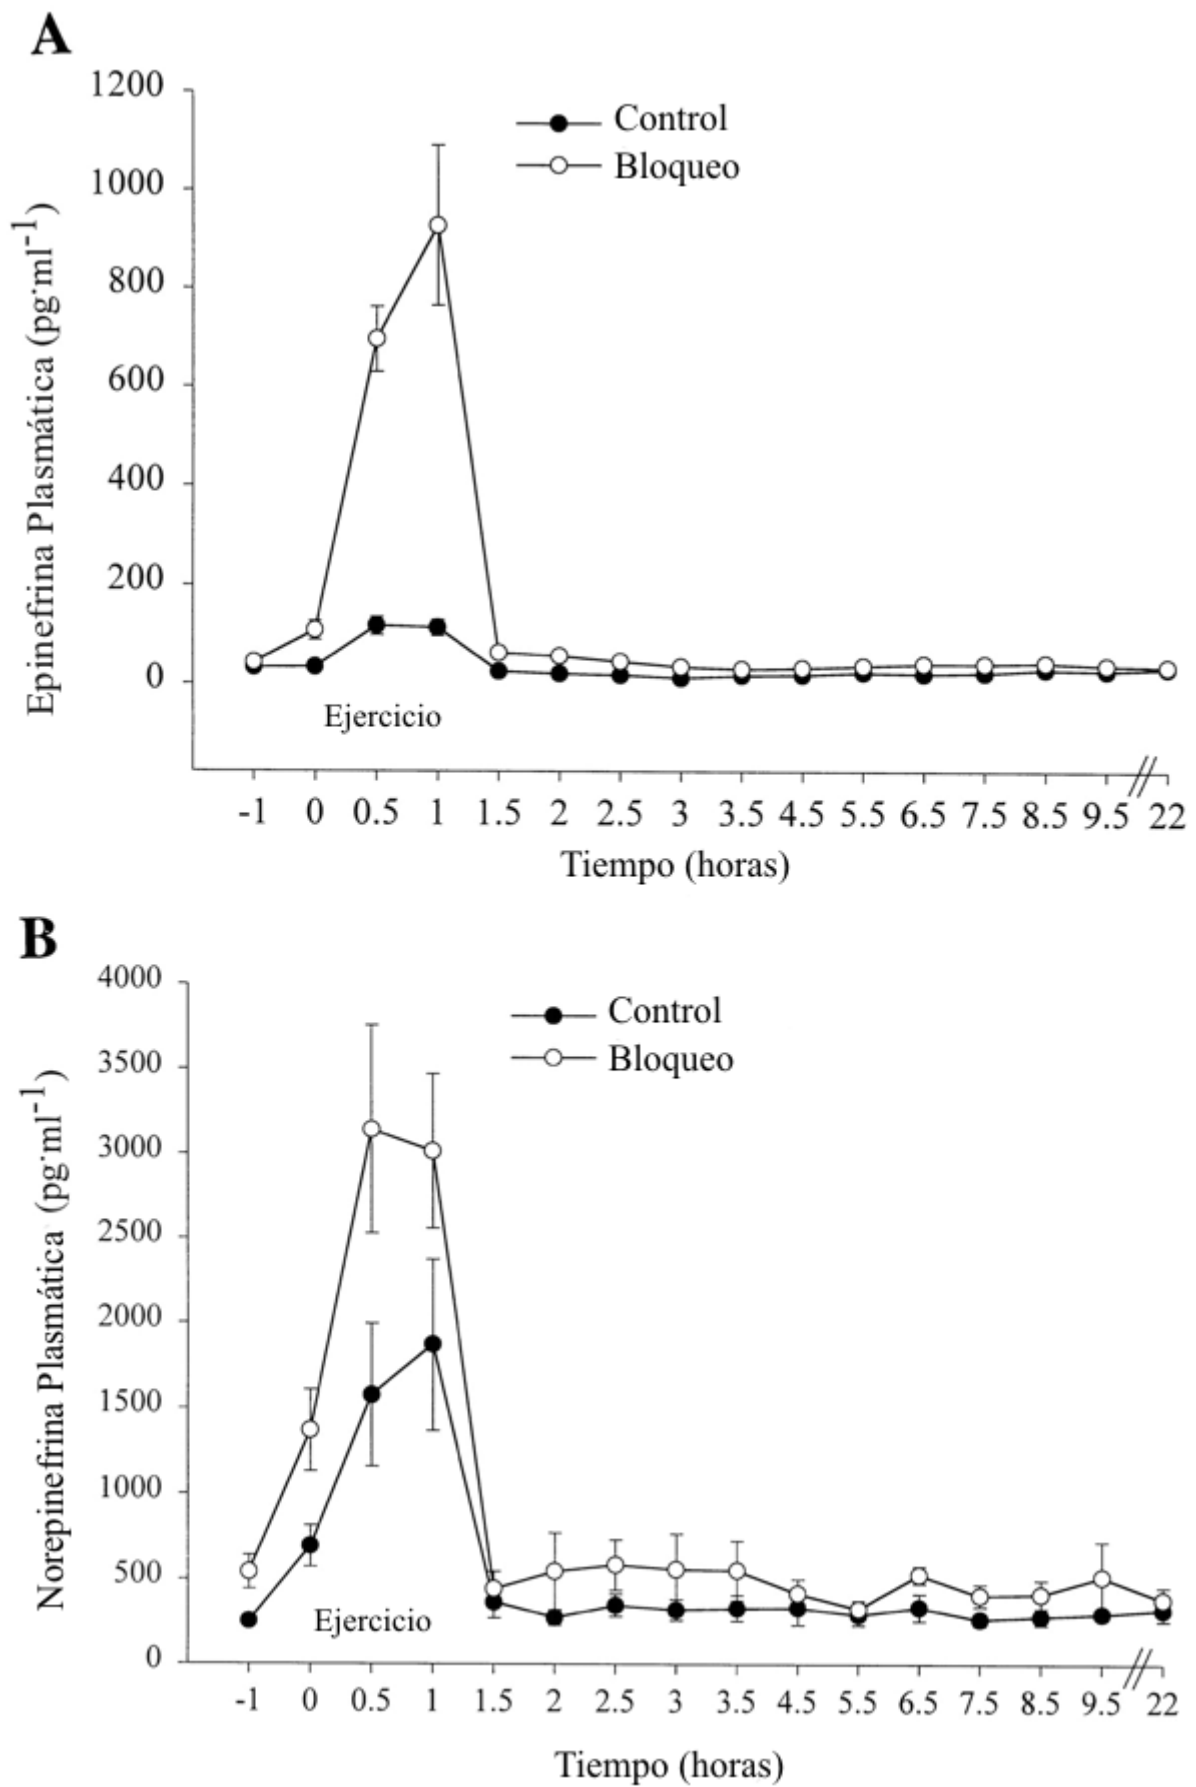 A
1200
1000
800
600
400
200
0
Epinefrina Plasmática (pg·ml-1)
Control
Bloqueo
Ejercicio
-1 0 0.5 1 1.5 2 2.5 3 3.5 4.5 5.5 6.5 7.5 8.5 9.5 22
Tiempo (horas)
B
4000
3500
3000
2500
2000
1500
1000
500
0
Norepinefrina Plasmática (pg·ml-1)
Control
Bloqueo
Ejercicio
-1 0 0.5 1 1.5 2 2.5 3 3.5 4.5 5.5 6.5 7.5 8.5 9.5 22
Tiempo (horas)